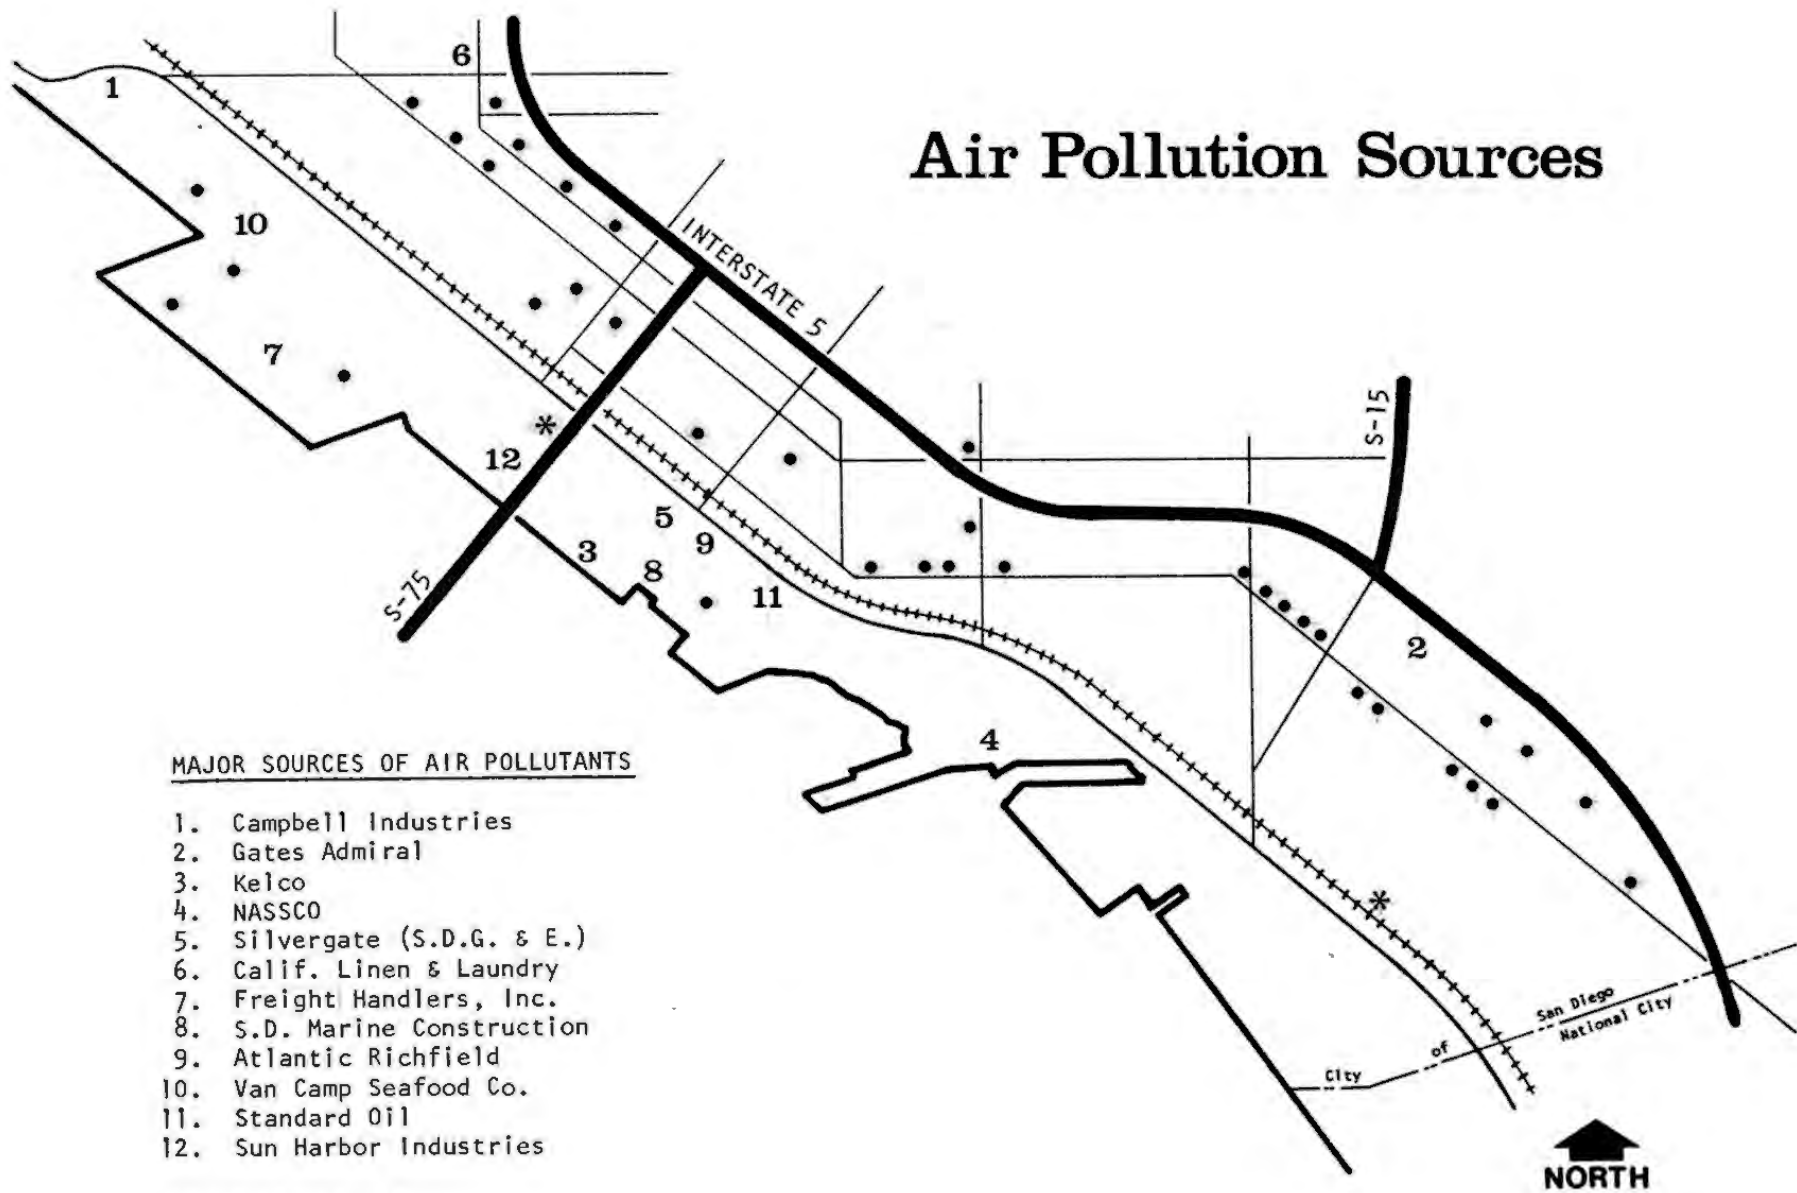 Air Pollution Sources
1
6
10
7
INTERSTATE 5
12
S-75
3
5
8
9
11
S-15
2
4
*
*
MAJOR SOURCES OF AIR POLLUTANTS
1. Campbell Industries
2. Gates Admiral
3. Kelco
4. NASSCO
5. Silvergate (S.D.G. & E.)
6. Calif. Linen & Laundry
7. Freight Handlers, Inc.
8. S.D. Marine Construction
9. Atlantic Richfield
10. Van Camp Seafood Co.
11. Standard Oil
12. Sun Harbor Industries
City of San Diego
National City
NORTH